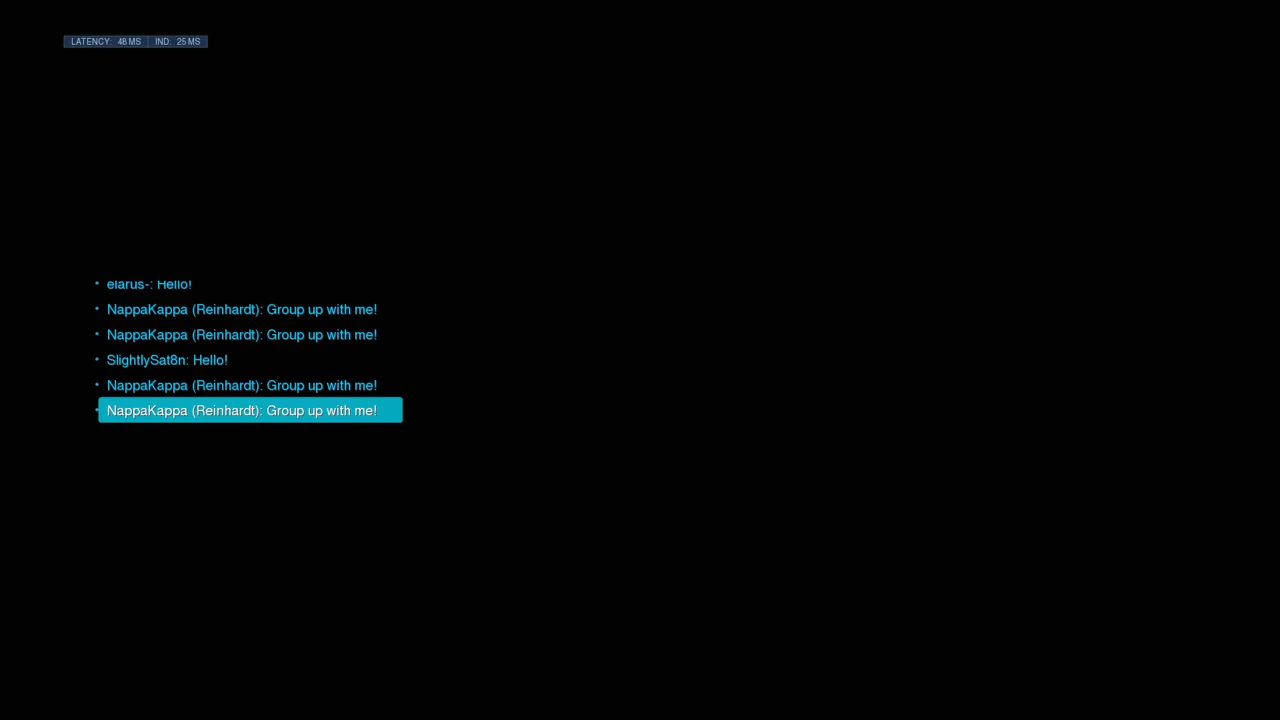 LATENCY: 48 MS IND: 25 MS
elarus-: Hello!
NappaKappa (Reinhardt): Group up with me!
NappaKappa (Reinhardt): Group up with me!
SlightlySat8n: Hello!
NappaKappa (Reinhardt): Group up with me!
NappaKappa (Reinhardt): Group up with me!